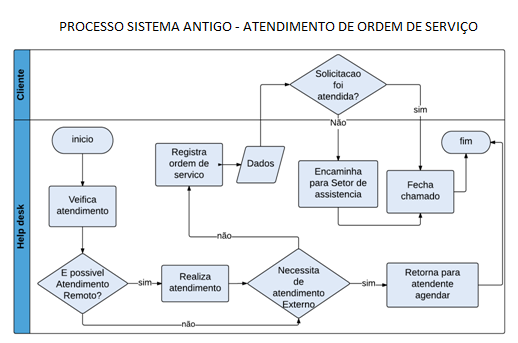 PROCESSO SISTEMA ANTIGO - ATENDIMENTO DE ORDEM DE SERVIÇO
Cliente
Solicitacao
foi
atendida?
sim
Não
Help desk
inicio
Registra
ordem de
servico
Dados
Encaminha
para Setor de
assistencia
Fecha
chamado
fim
Veifica
atendimento
não
E possivel
Atendimento
Remoto?
sim
Realiza
atendimento
Necessita
de
atendimento
Externo
sim
Retorna para
atendente
agendar
não